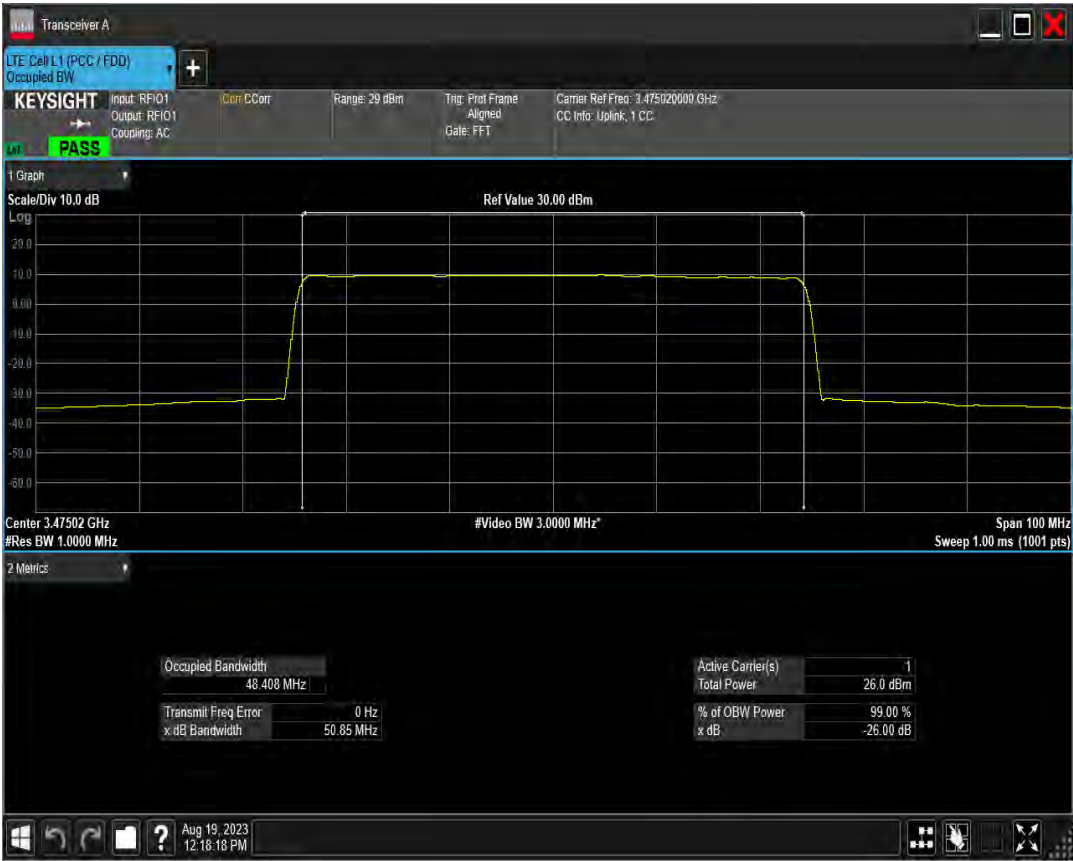 Transceiver A
LTE Cell L1 (PCC / FDD)
Occupied BW
+
KEYSIGHT
Input: RFIO1
Output: RFIO1
Coupling: AC
Corr CCorr
Range: 29 dBm
Trig: Prot Frame
Aligned
Gate: FFT
Carrier Ref Freq: 3.475020000 GHz
CC Info: Uplink, 1 CC
PASS
1 Graph
Scale/Div 10.0 dB
Ref Value 30.00 dBm
Log
20.0
10.0
0.00
-10.0
-20.0
-30.0
-40.0
-50.0
-60.0
Center 3.47502 GHz
#Video BW 3.0000 MHz*
Span 100 MHz
#Res BW 1.0000 MHz
Sweep 1.00 ms (1001 pts)
2 Metrics
Occupied Bandwidth
48.408 MHz
Transmit Freq Error 0 Hz
x dB Bandwidth 50.85 MHz
Active Carrier(s) 1
Total Power 26.0 dBm
% of OBW Power 99.00 %
x dB -26.00 dB
?
Aug 19, 2023
12:18:18 PM